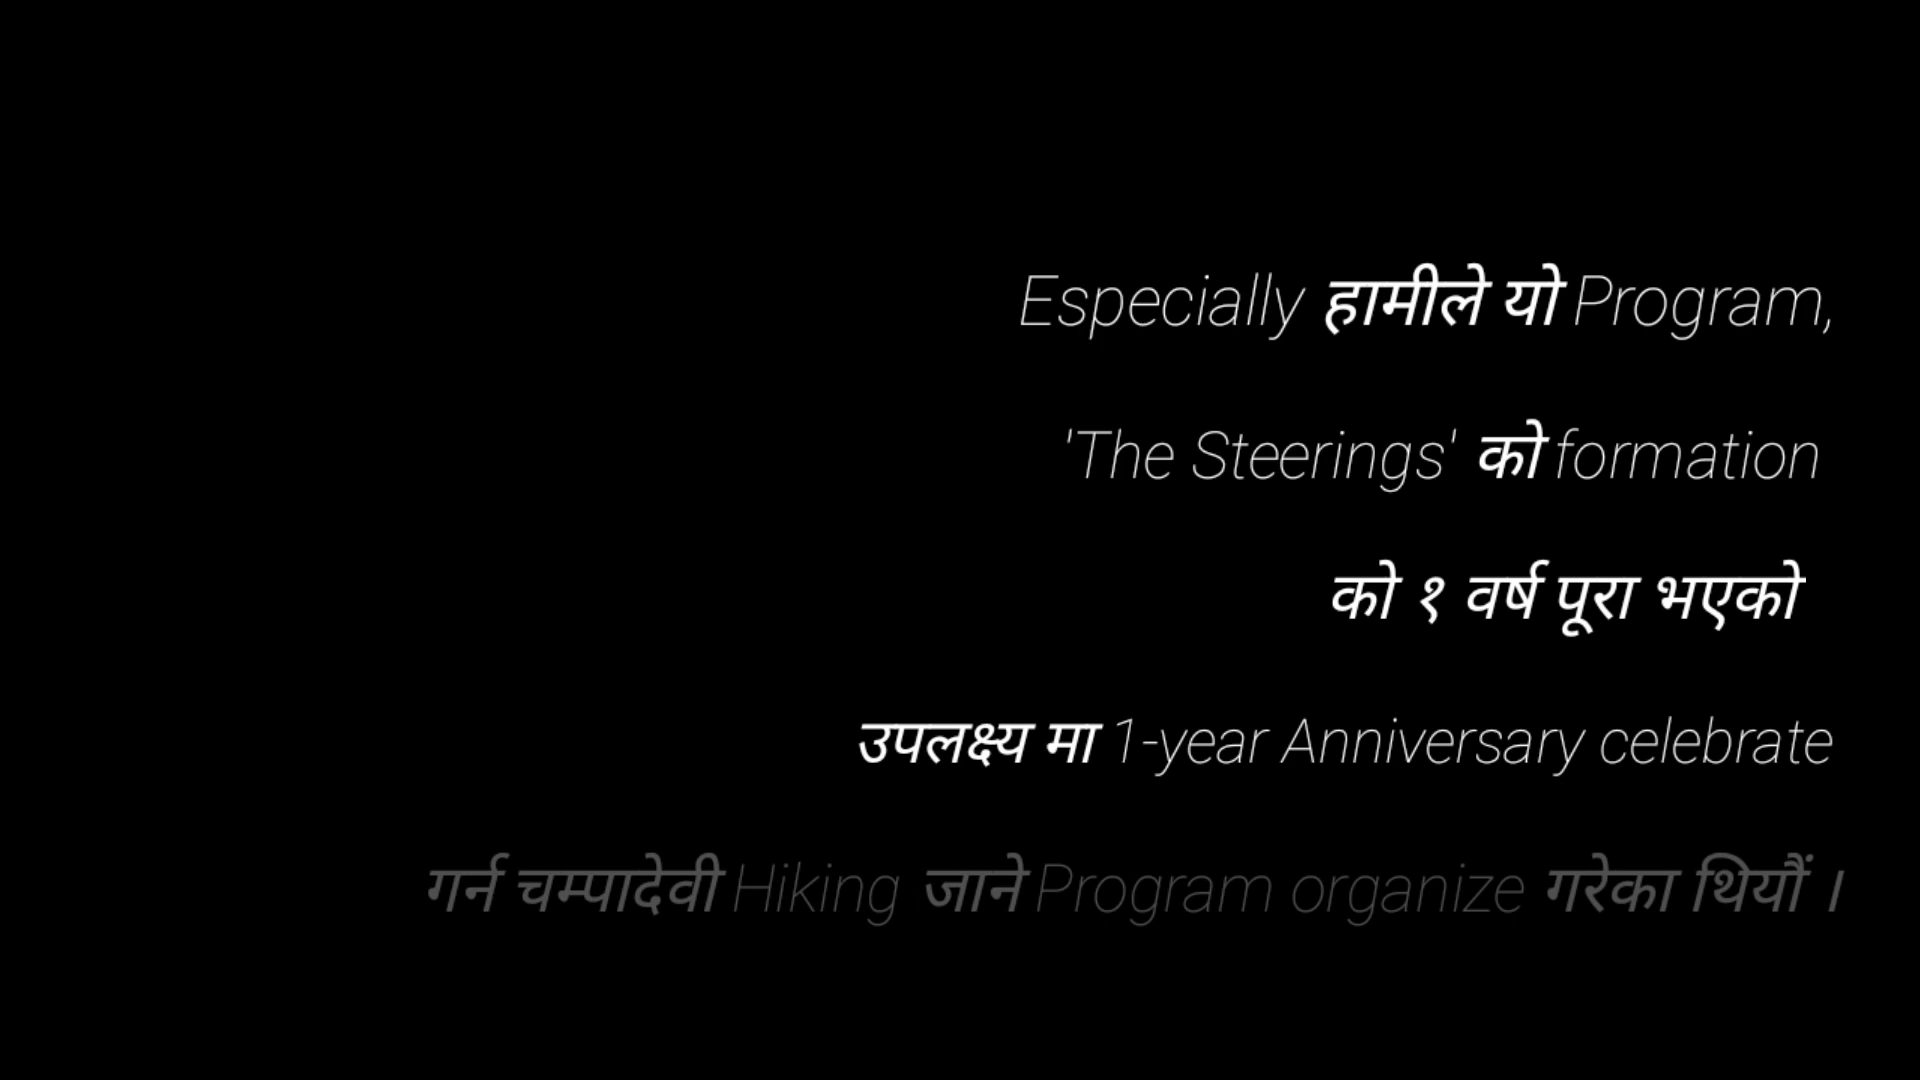 Especially हामीले यो Program,
'The Steerings' को formation
को १ वर्ष पूरा भएको
उपलक्ष्य मा 1-year Anniversary celebrate
गर्न चम्पादेवी Hiking जाने Program organize गरेका थियौं ।